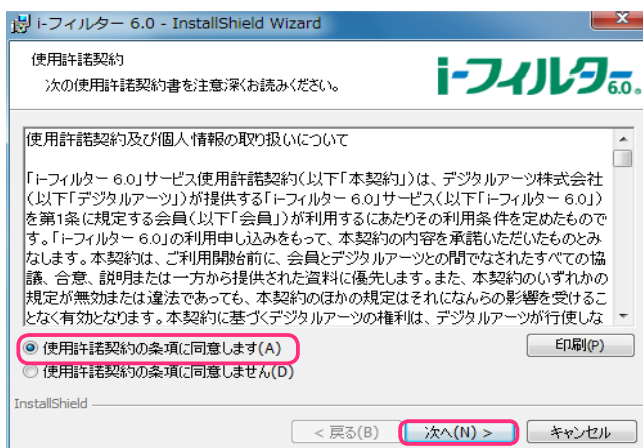 i-フィルター 6.0 - InstallShield Wizard
使用許諾契約
次の使用許諾契約書を注意深くお読みください。
i-フィルター 6.0®
使用許諾契約及び個人情報の取り扱いについて
「i-フィルター 6.0」サービス使用許諾契約(以下「本契約」)は、デジタルアーツ株式会社
(以下「デジタルアーツ」)が提供する「i-フィルター 6.0」サービス(以下「i-フィルター 6.0」)
を第1条に規定する会員(以下「会員」)が利用するにあたりその利用条件を定めたもので
す。「i-フィルター 6.0」の利用申し込みをもって、本契約の内容を承諾いただいたものとみ
なします。本契約は、ご利用開始前に、会員とデジタルアーツとの間でなされたすべての協
議、合意、説明または一方から提供された資料に優先します。また、本契約のいずれかの
規定が無効または違法であっても、本契約のほかの規定はそれになんらの影響を受けるこ
となく有効となります。本契約に基づくデジタルアーツの権利は、デジタルアーツが行使しな
使用許諾契約の条項に同意します(A)
印刷(P)
使用許諾契約の条項に同意しません(D)
InstallShield
< 戻る(B)
次へ(N) >
キャンセル